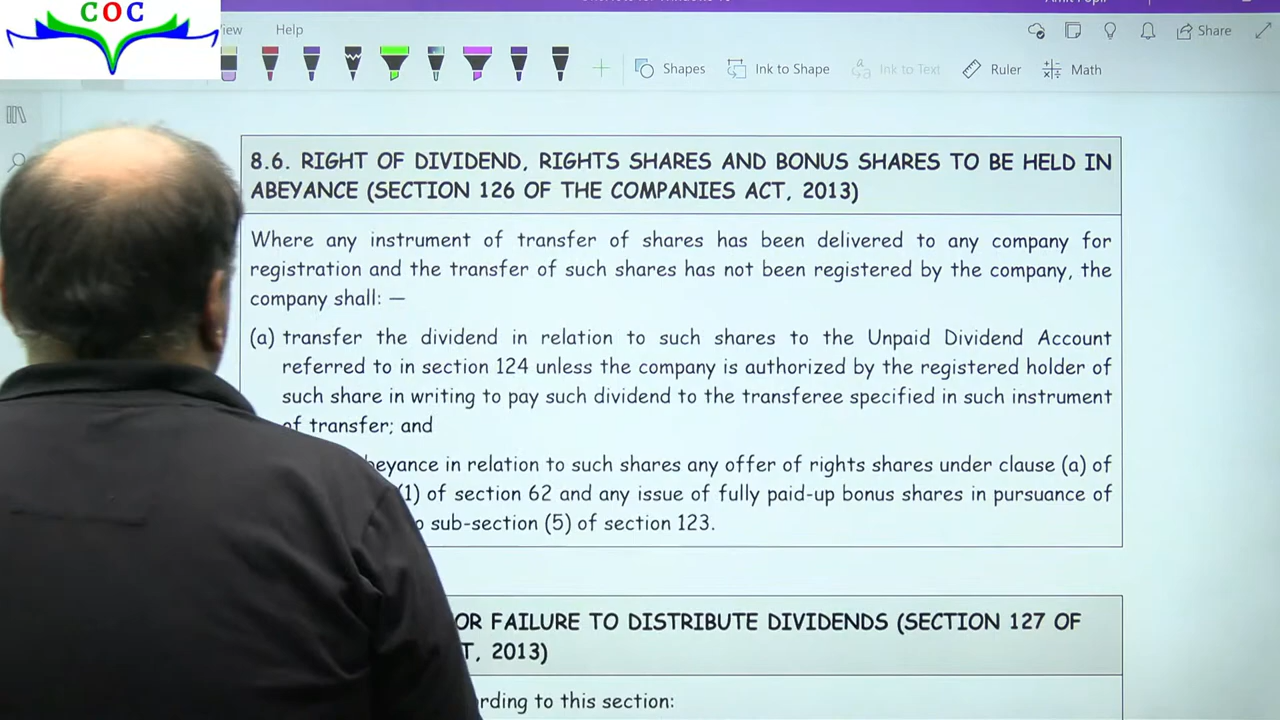 COC
iew Help
Share
Shapes Ink to Shape Ink to Text Ruler Math
8.6. RIGHT OF DIVIDEND, RIGHTS SHARES AND BONUS SHARES TO BE HELD IN
ABEYANCE (SECTION 126 OF THE COMPANIES ACT, 2013)
Where any instrument of transfer of shares has been delivered to any company for
registration and the transfer of such shares has not been registered by the company, the
company shall: —
(a) transfer the dividend in relation to such shares to the Unpaid Dividend Account
referred to in section 124 unless the company is authorized by the registered holder of
such share in writing to pay such dividend to the transferee specified in such instrument
of transfer; and
beyance in relation to such shares any offer of rights shares under clause (a) of
(1) of section 62 and any issue of fully paid-up bonus shares in pursuance of
o sub-section (5) of section 123.
OR FAILURE TO DISTRIBUTE DIVIDENDS (SECTION 127 OF
T, 2013)
rding to this section: